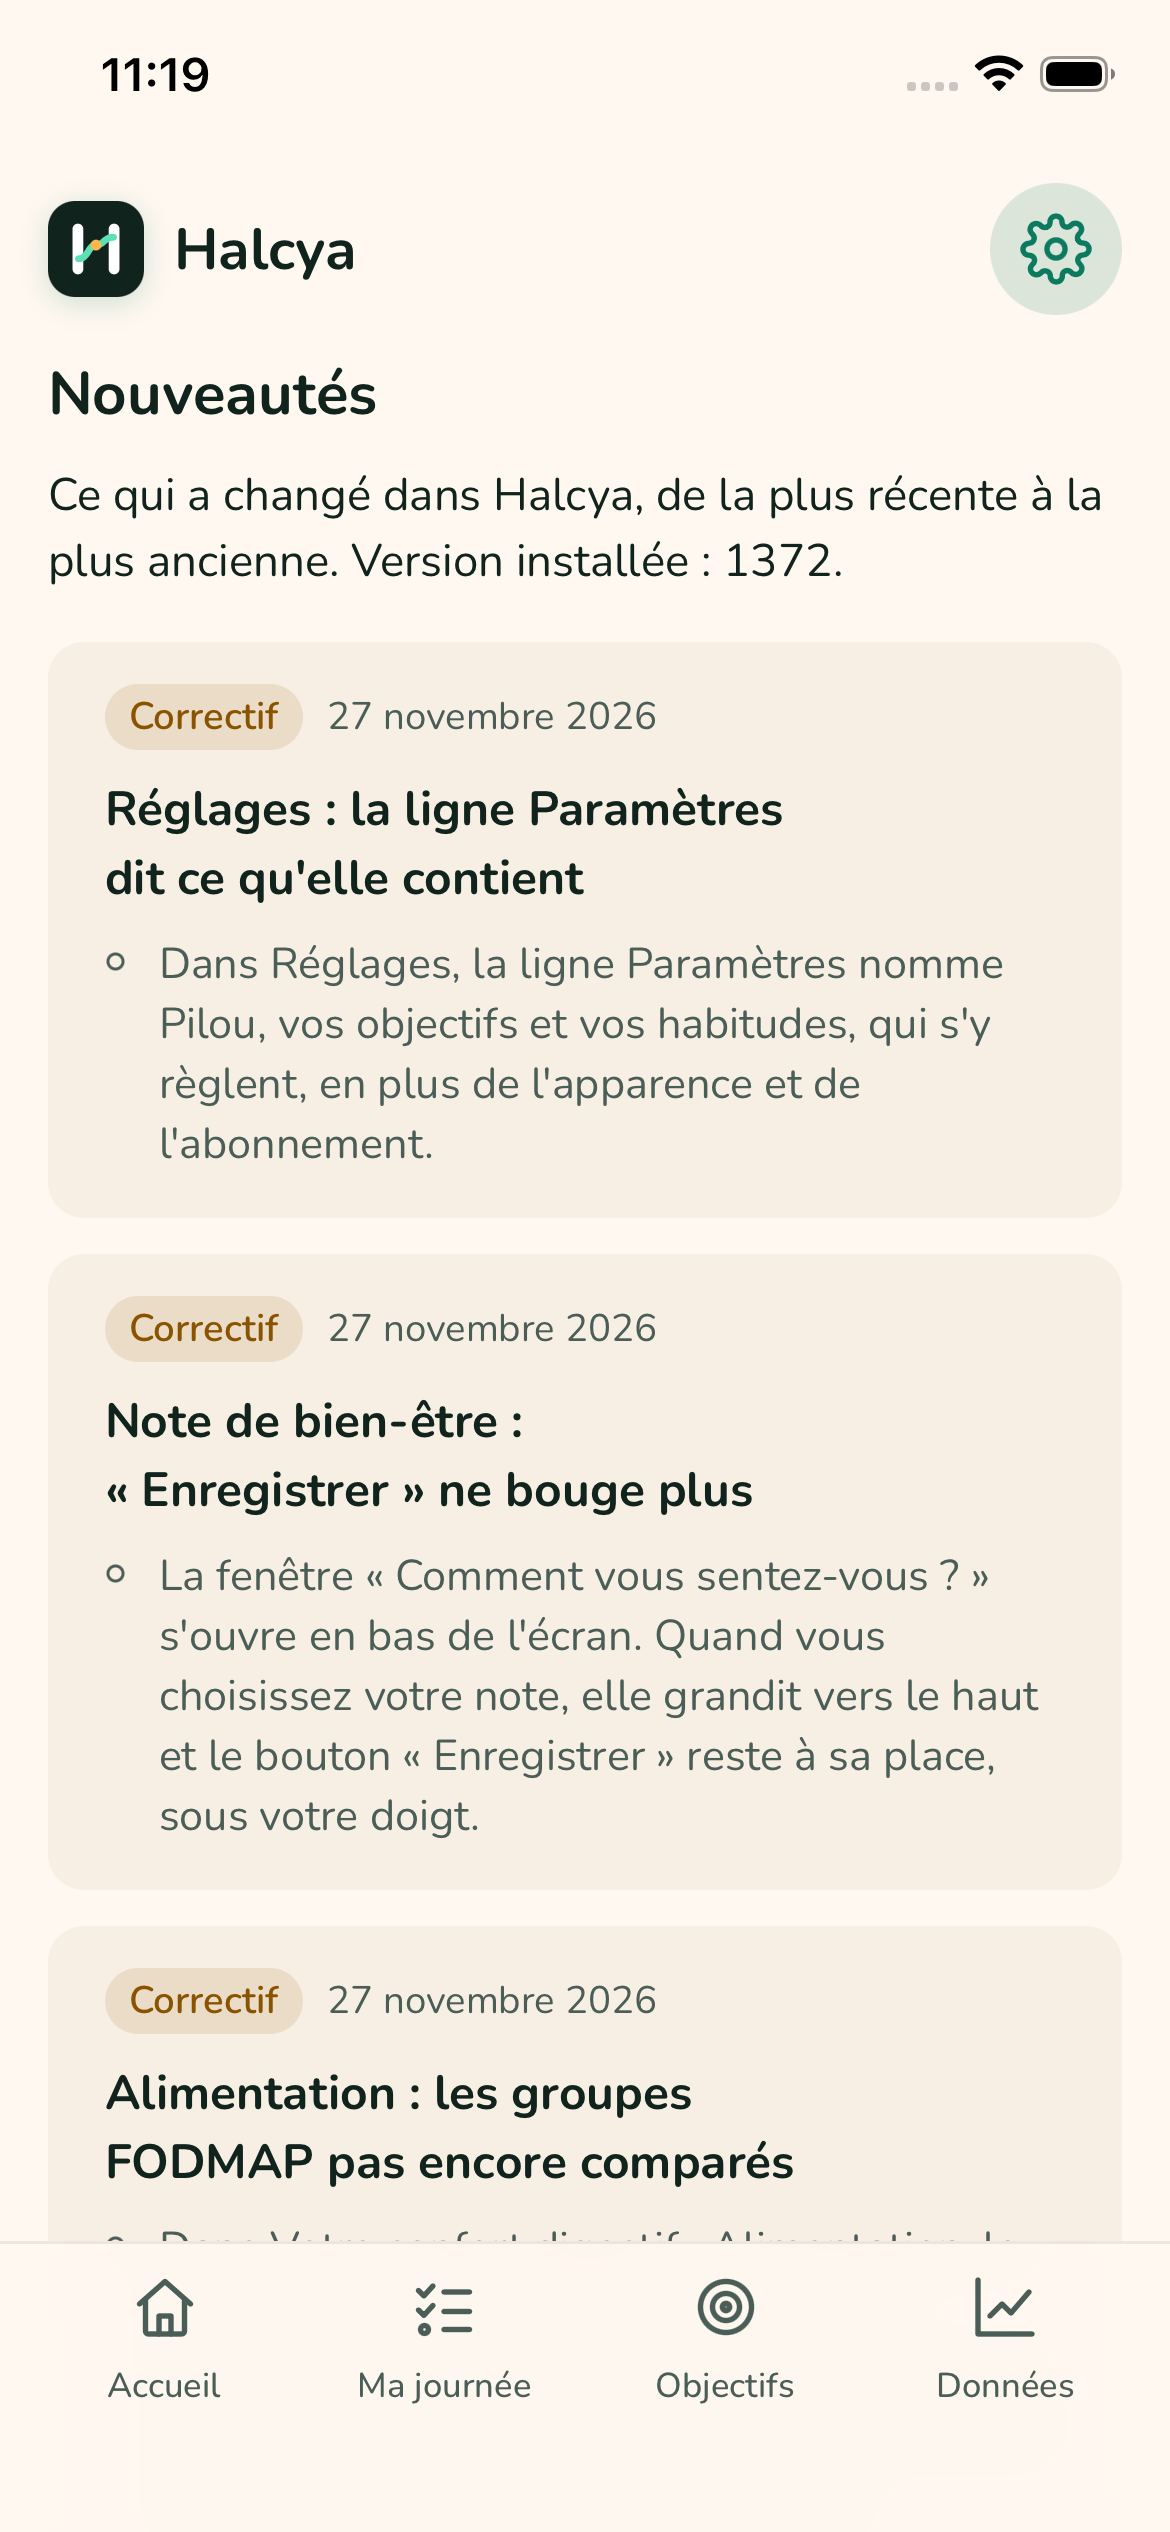 11:19
Halcya
Nouveautés
Ce qui a changé dans Halcya, de la plus récente à la
plus ancienne. Version installée : 1372.
Correctif 27 novembre 2026
Réglages : la ligne Paramètres
dit ce qu'elle contient
Dans Réglages, la ligne Paramètres nomme
Pilou, vos objectifs et vos habitudes, qui s'y
règlent, en plus de l'apparence et de
l'abonnement.
Correctif 27 novembre 2026
Note de bien-être :
« Enregistrer » ne bouge plus
La fenêtre « Comment vous sentez-vous ? »
s'ouvre en bas de l'écran. Quand vous
choisissez votre note, elle grandit vers le haut
et le bouton « Enregistrer » reste à sa place,
sous votre doigt.
Correctif 27 novembre 2026
Alimentation : les groupes
FODMAP pas encore comparés
Accueil Ma journée Objectifs Données